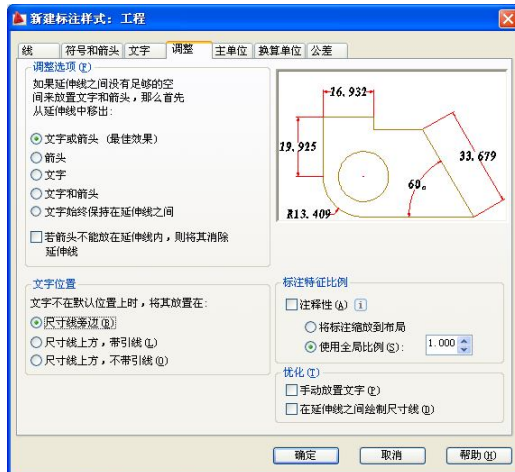 新建标注样式：工程
线 符号和箭头 文字 调整 主单位 换算单位 公差
调整选项(F)
如果延伸线之间没有足够的空
间来放置文字和箭头，那么首先
从延伸线中移出：
文字或箭头 (最佳效果)
箭头
文字
文字和箭头
文字始终保持在延伸线之间
若箭头不能放在延伸线内，则将其消除
延伸线
16.932
19.925
33.679
60°
R13.409
文字位置
文字不在默认位置上时，将其放置在：
尺寸线旁边(B)
尺寸线上方，带引线(L)
尺寸线上方，不带引线(O)
标注特征比例
注释性(A) i
将标注缩放到布局
使用全局比例(S)： 1.000
优化(T)
手动放置文字(P)
在延伸线之间绘制尺寸线(D)
确定 取消 帮助(H)